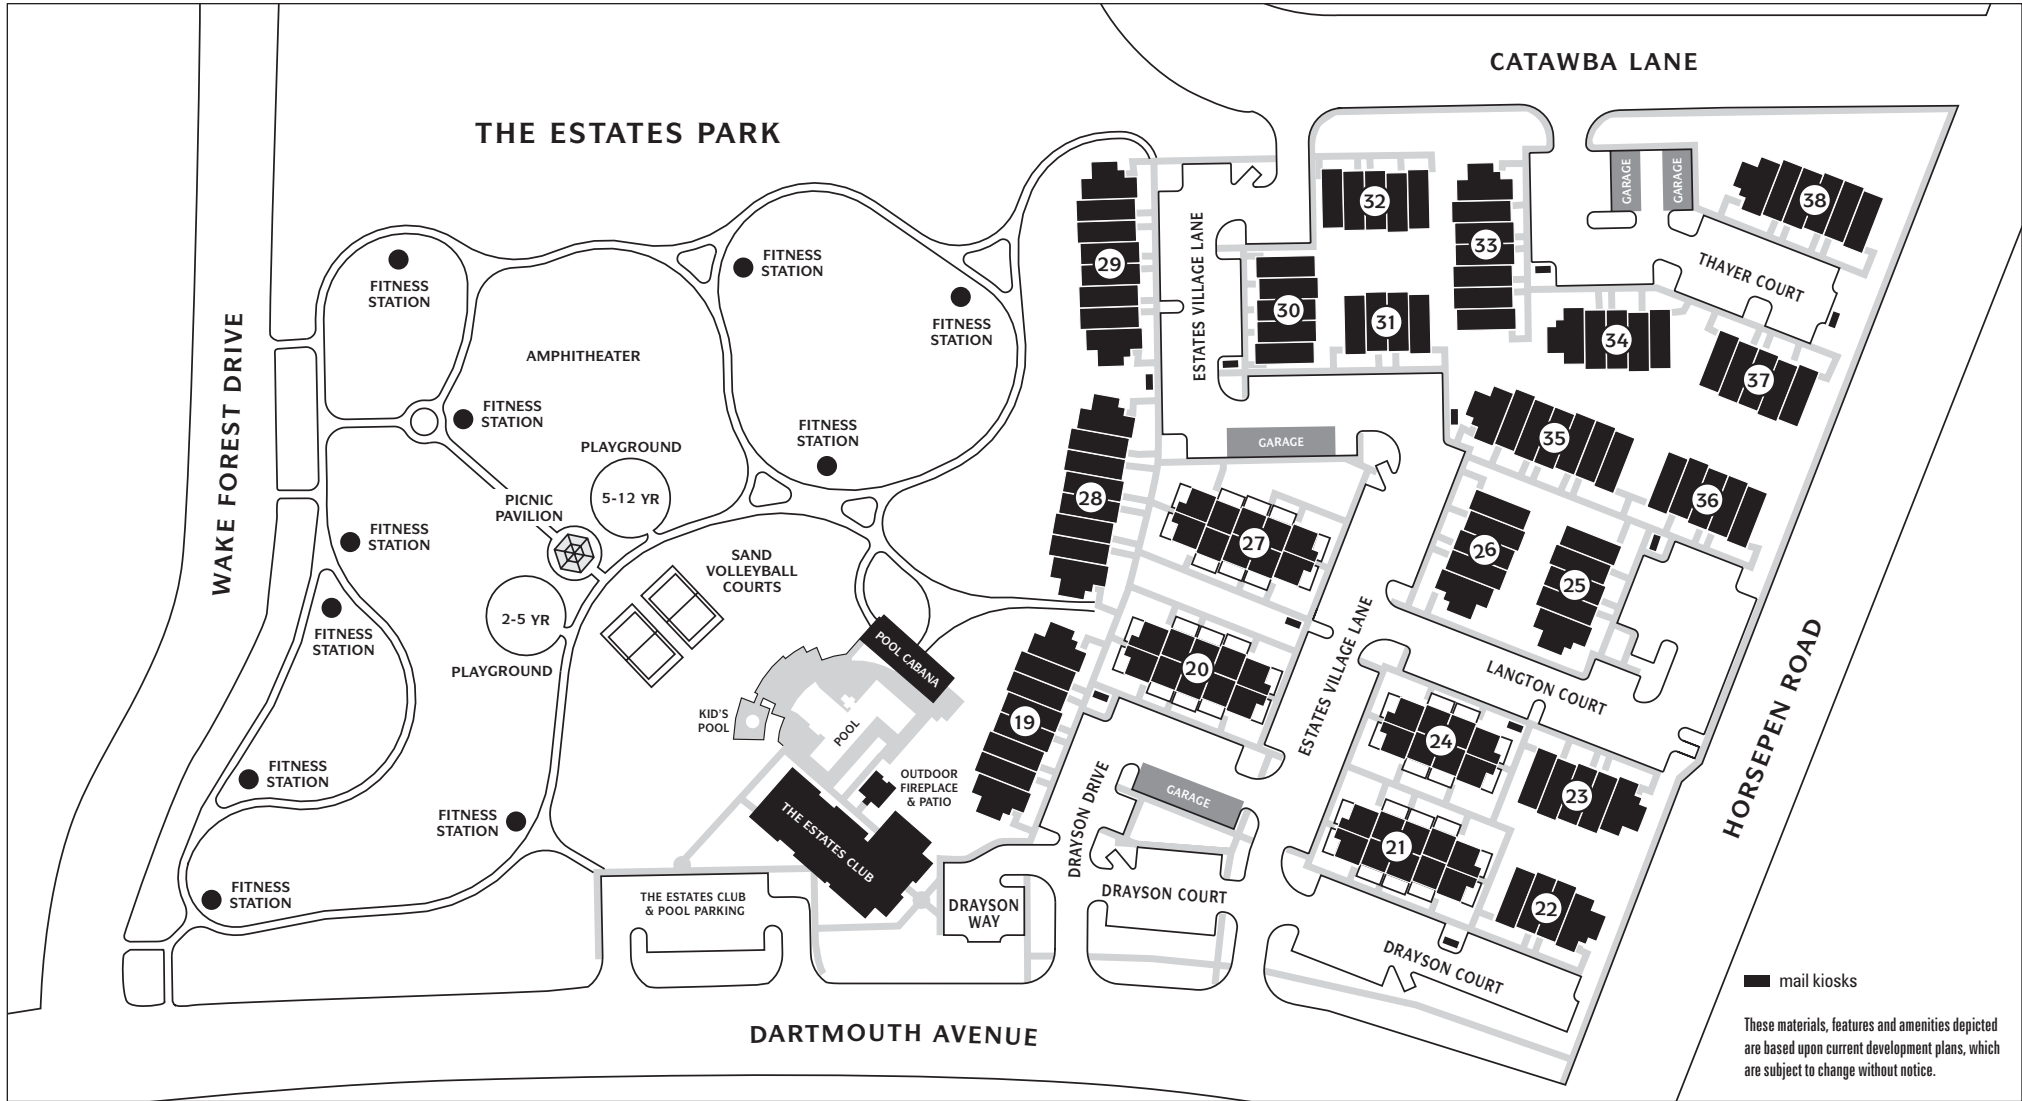 CATAWBA LANE
THE ESTATES PARK
WAKE FOREST DRIVE
FITNESS
STATION
FITNESS
STATION
FITNESS
STATION
AMPHITHEATER
FITNESS
STATION
FITNESS
STATION
PLAYGROUND
5-12 YR
PICNIC
PAVILION
FITNESS
STATION
SAND
VOLLEYBALL
COURTS
2-5 YR
PLAYGROUND
FITNESS
STATION
FITNESS
STATION
FITNESS
STATION
FITNESS
STATION
KID'S
POOL
POOL
POOL CABANA
OUTDOOR
FIREPLACE
& PATIO
THE ESTATES CLUB
THE ESTATES CLUB
& POOL PARKING
DRAYSON
WAY
DRAYSON DRIVE
DRAYSON COURT
GARAGE
DRAYSON COURT
ESTATES VILLAGE LANE
ESTATES VILLAGE LANE
GARAGE
GARAGE
GARAGE
THAYER COURT
LANGTON COURT
HORSEPEN ROAD
DARTMOUTH AVENUE
29
32
33
38
30
31
34
37
28
35
36
27
26
25
20
19
24
23
21
22
mail kiosks
These materials, features and amenities depicted
are based upon current development plans, which
are subject to change without notice.